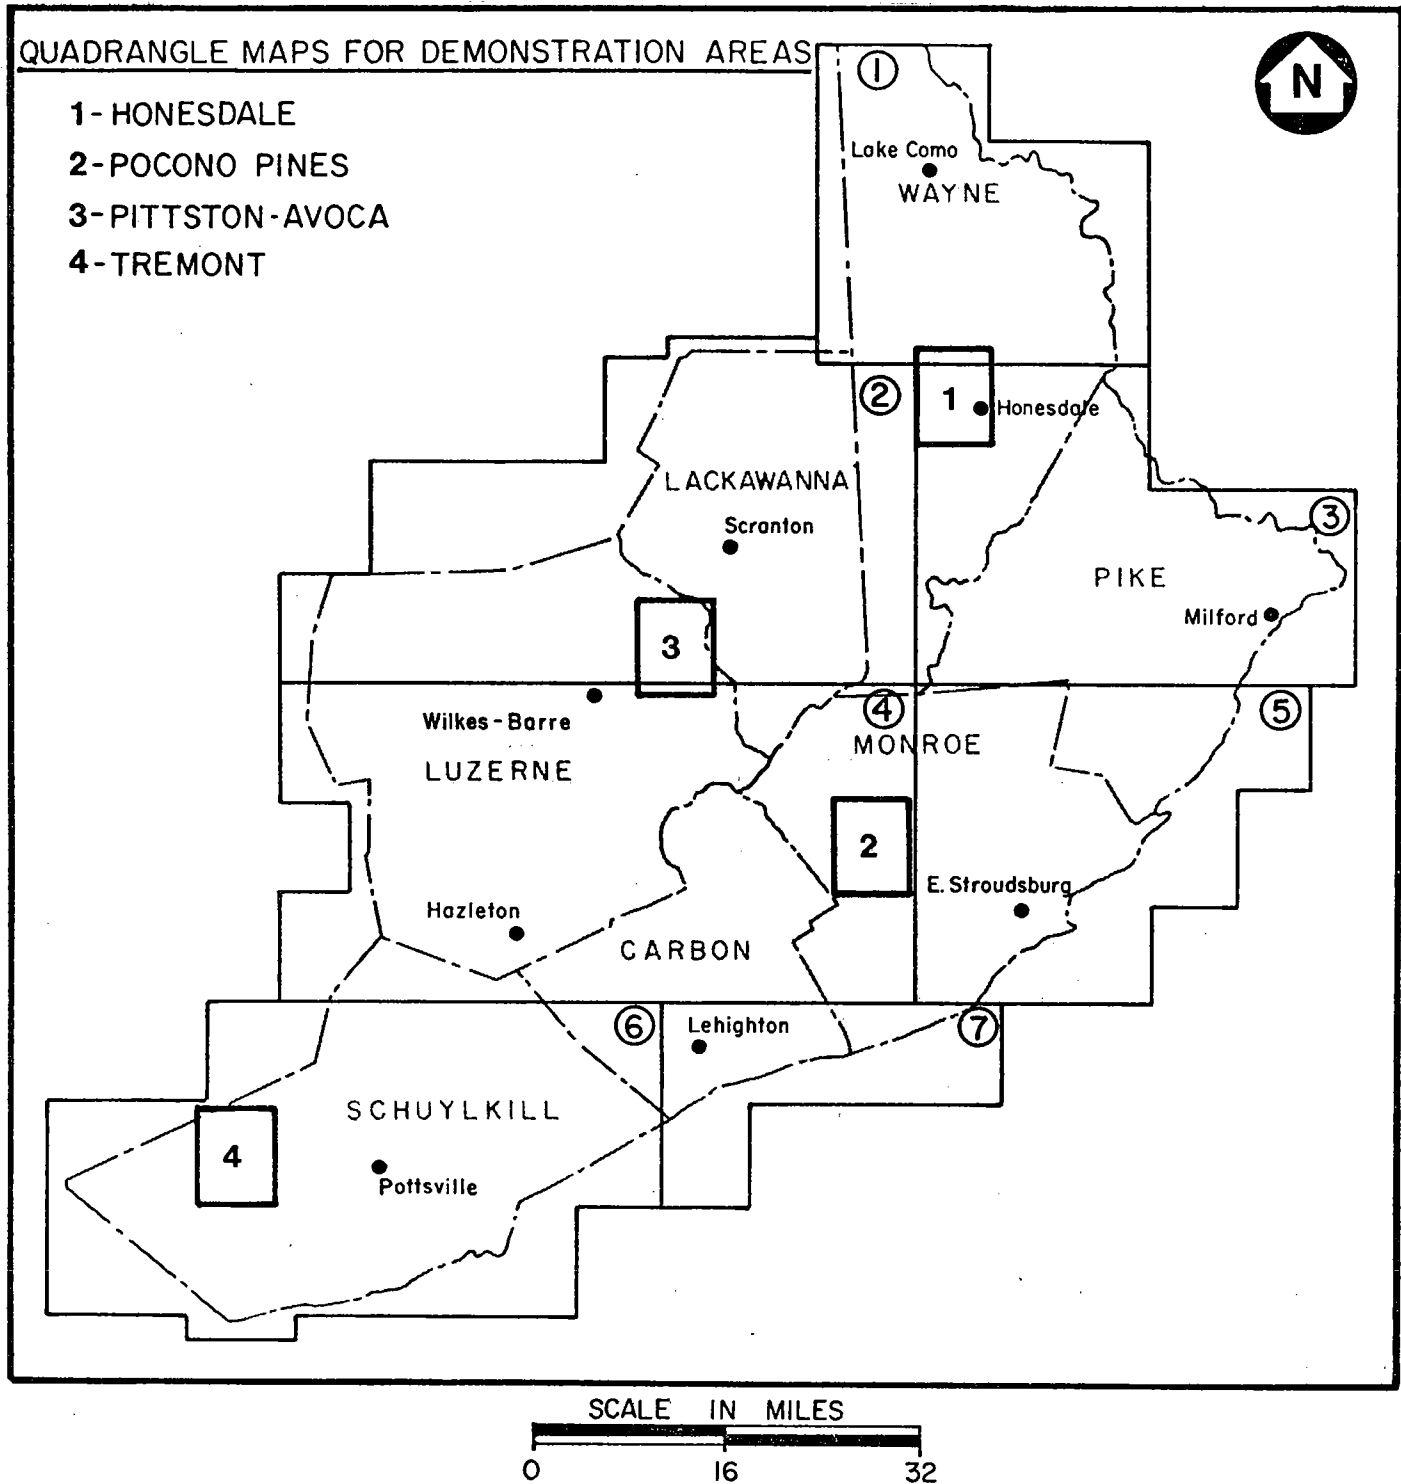 QUADRANGLE MAPS FOR DEMONSTRATION AREAS
1- HONESDALE
2- POCONO PINES
3- PITTSTON-AVOCA
4- TREMONT
N
1
Lake Como
WAYNE
2
1
Honesdale
LACKAWANNA
Scranton
3
PIKE
Milford
3
Wilkes-Barre
LUZERNE
4
MONROE
5
2
E. Stroudsburg
Hazleton
CARBON
6
Lehighton
7
SCHUYLKILL
4
Pottsville
SCALE IN MILES
0 16 32